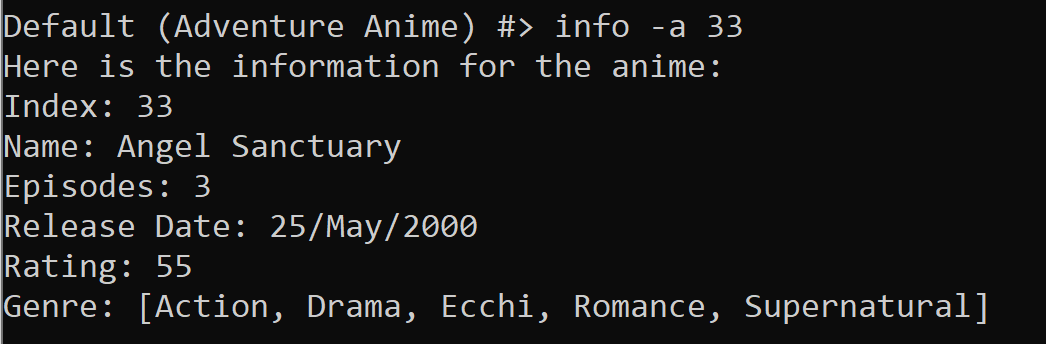 Default (Adventure Anime) #> info -a 33
Here is the information for the anime:
Index: 33
Name: Angel Sanctuary
Episodes: 3
Release Date: 25/May/2000
Rating: 55
Genre: [Action, Drama, Ecchi, Romance, Supernatural]